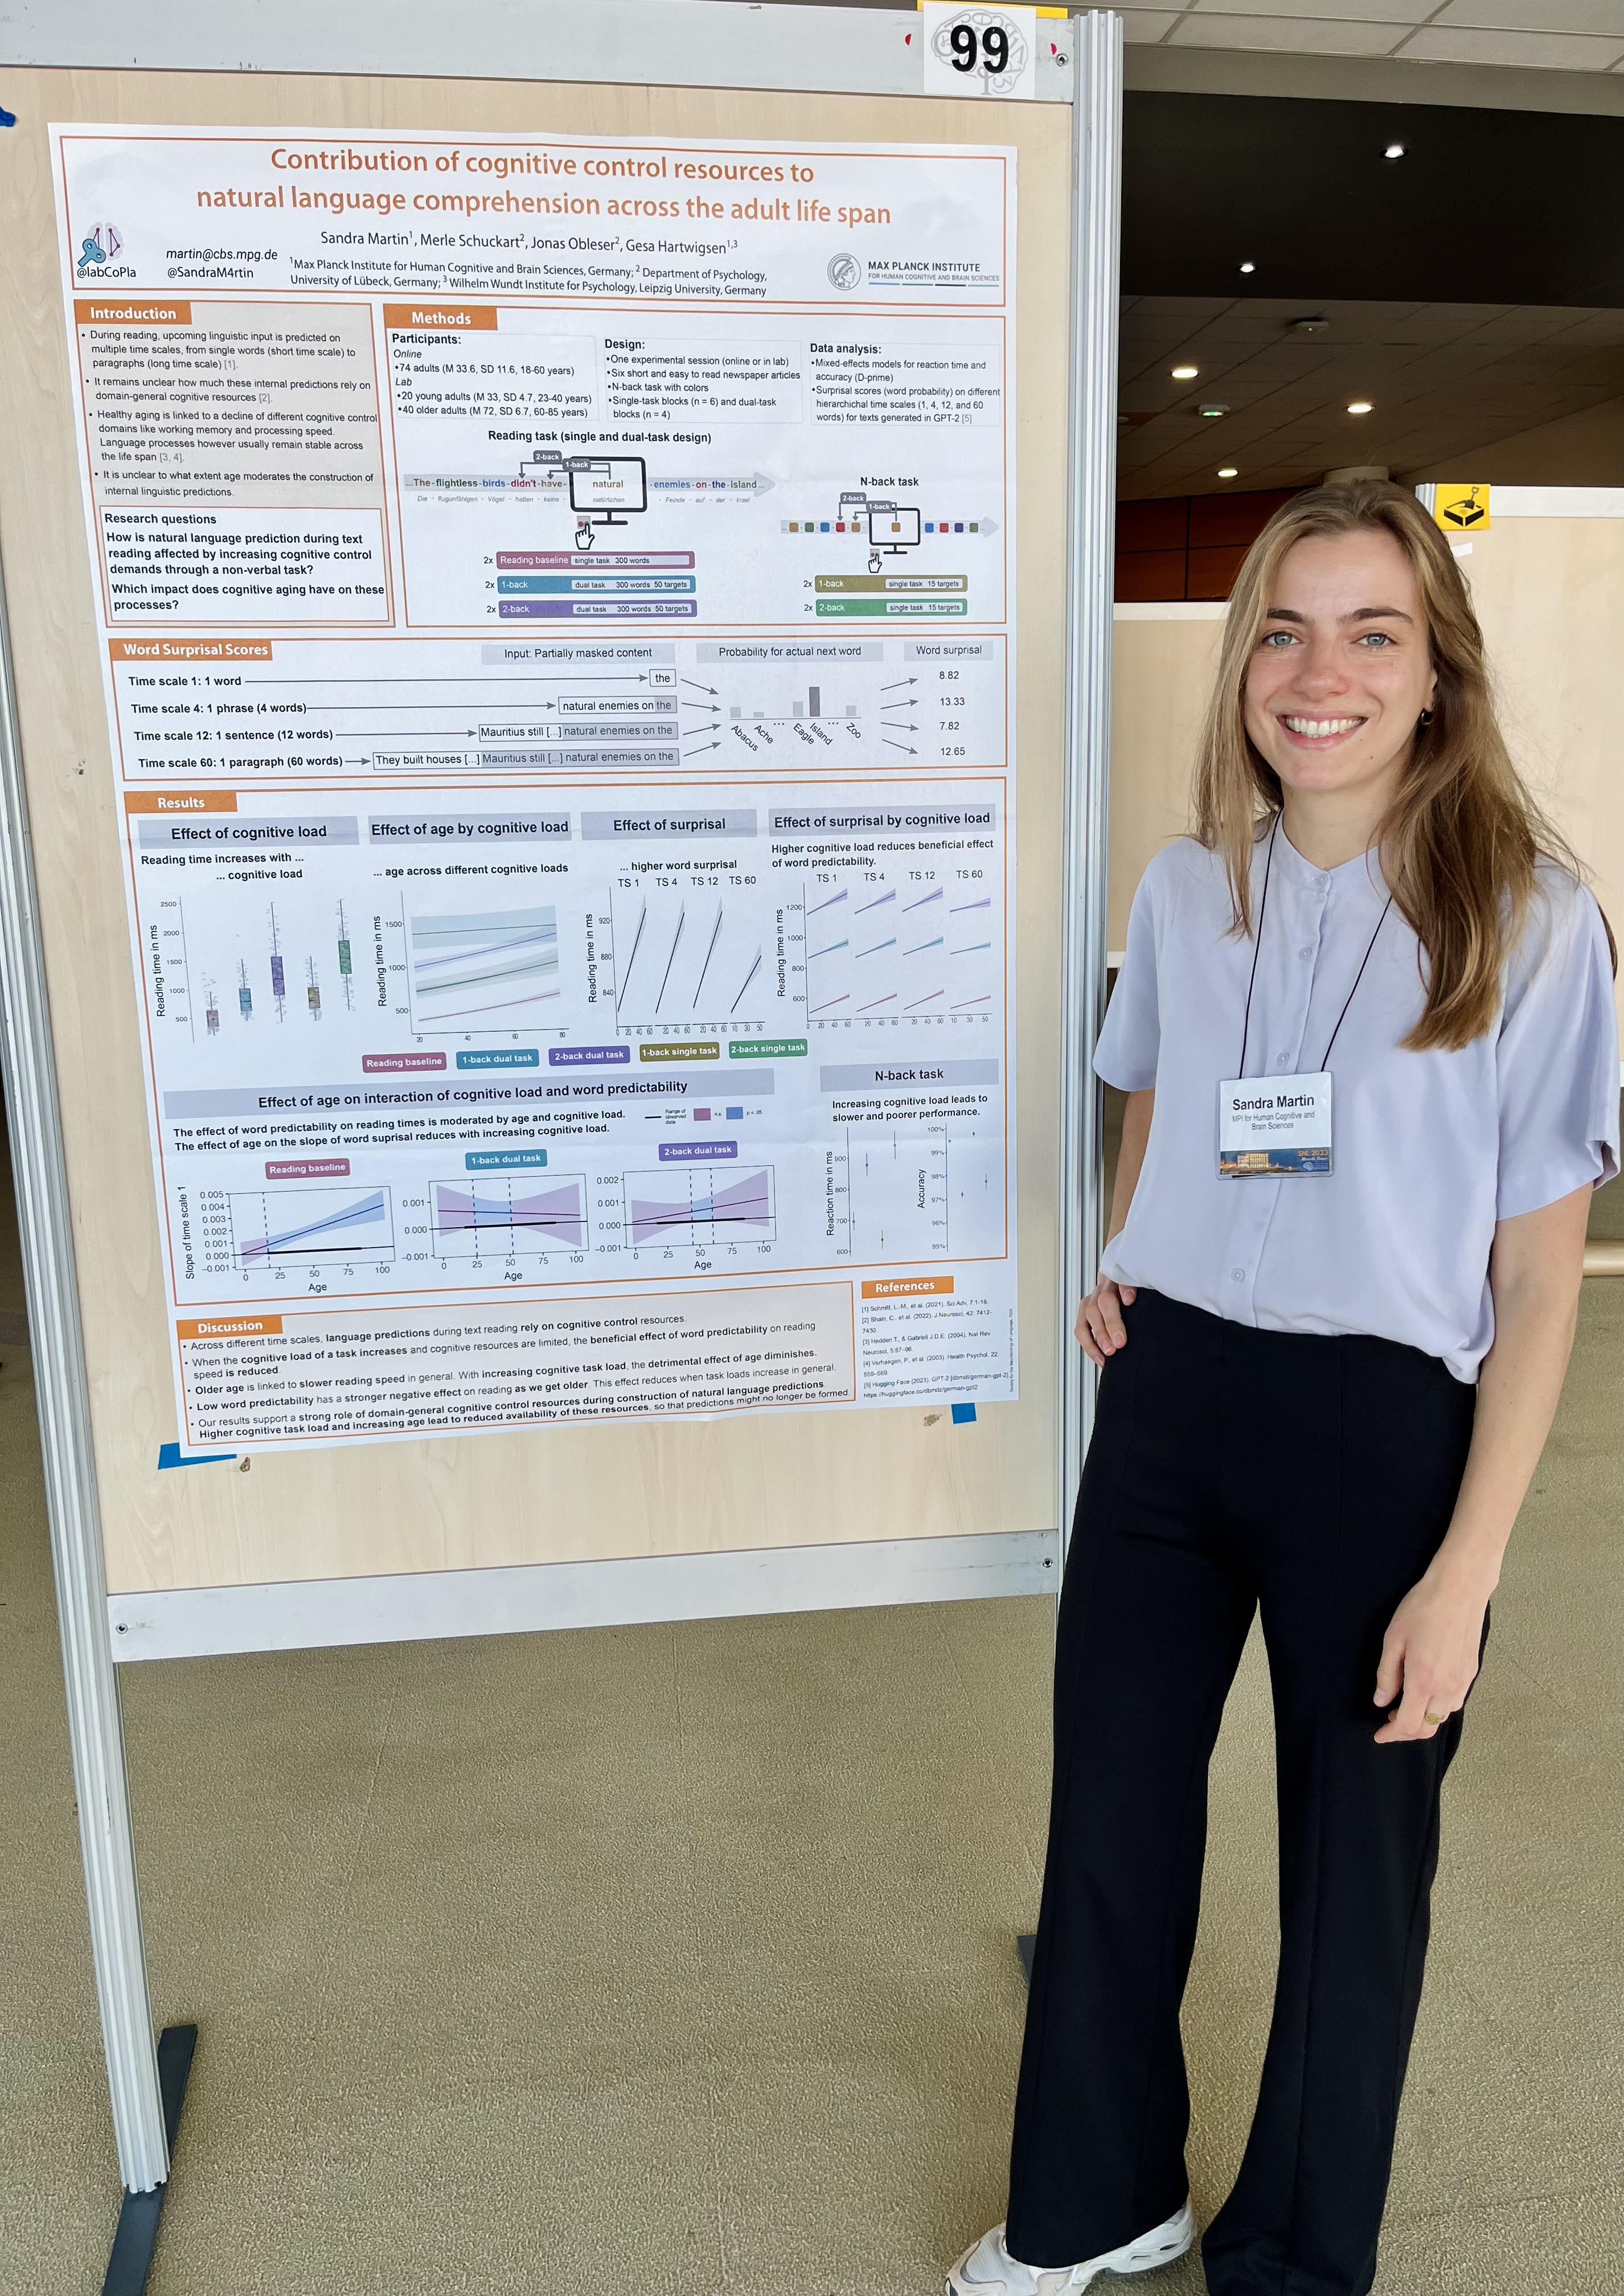 99
Contribution of cognitive control resources to
natural language comprehension across the adult life span
Sandra Martin1, Merle Schuckart2, Jonas Obleser2, Gesa Hartwigsen1,3
martin@cbs.mpg.de
@labCoPla
@SandraM4rtin
1Max Planck Institute for Human Cognitive and Brain Sciences, Germany; 2 Department of Psychology,
University of Lübeck, Germany; 3 Wilhelm Wundt Institute for Psychology, Leipzig University, Germany
MAX PLANCK INSTITUTE
FOR HUMAN COGNITIVE AND BRAIN SCIENCES
Introduction
• During reading, upcoming linguistic input is predicted on
multiple time scales, from single words (short time scale) to
paragraphs (long time scale) [1].
• It remains unclear how much these internal predictions rely on
domain-general cognitive resources [2].
• Healthy aging is linked to a decline of different cognitive control
domains like working memory and processing speed.
Language processes however usually remain stable across
the life span [3, 4].
• It is unclear to what extent age moderates the construction of
internal linguistic predictions.
Research questions
How is natural language prediction during text
reading affected by increasing cognitive control
demands through a non-verbal task?
Which impact does cognitive aging have on these
processes?
Methods
Participants:
Online
•74 adults (M 33.6, SD 11.6, 18-60 years)
Lab
•20 young adults (M 33, SD 4.7, 23-40 years)
•40 older adults (M 72, SD 6.7, 60-85 years)
Design:
•One experimental session (online or in lab)
•Six short and easy to read newspaper articles
•N-back task with colors
•Single-task blocks (n = 6) and dual-task
blocks (n = 4)
Data analysis:
•Mixed-effects models for reaction time and
accuracy (D-prime)
•Surprisal scores (word probability) on different
hierarchichal time scales (1, 4, 12, and 60
words) for texts generated in GPT-2 [5]
Reading task (single and dual-task design)
2-back
1-back
...The-flightless-birds-didn't-have- natural -enemies-on-the-island...
Die - flugunfähigen - Vögel - hatten - keine - natürlichen - Feinde - auf - der - Insel
2x Reading baseline single task 300 words
2x 1-back dual task 300 words 50 targets
2x 2-back dual task 300 words 50 targets
N-back task
2-back
1-back
2x 1-back single task 15 targets
2x 2-back single task 15 targets
Word Surprisal Scores
Input: Partially masked content
Probability for actual next word
Word surprisal
Time scale 1: 1 word
the
8.82
Time scale 4: 1 phrase (4 words)
natural enemies on the
13.33
Time scale 12: 1 sentence (12 words)
Mauritius still [...] natural enemies on the
7.82
Time scale 60: 1 paragraph (60 words)
They built houses [...] Mauritius still [...] natural enemies on the
12.65
Abacus Ache ... Eagle Island ... Zoo
Results
Effect of cognitive load
Reading time increases with ...
... cognitive load
Reading time in ms
2500
2000
1500
1000
500
Effect of age by cognitive load
... age across different cognitive loads
Reading time in ms
1500
1000
500
20 40 60 80
Effect of surprisal
... higher word surprisal
TS 1 TS 4 TS 12 TS 60
Reading time in ms
920
880
840
0 20 40 60 20 40 60 20 40 60 10 30 50
Effect of surprisal by cognitive load
Higher cognitive load reduces beneficial effect
of word predictability.
TS 1 TS 4 TS 12 TS 60
Reading time in ms
1200
1000
800
600
0 20 40 60 20 40 60 20 40 60 10 30 50
Reading baseline 1-back dual task 2-back dual task 1-back single task 2-back single task
Effect of age on interaction of cognitive load and word predictability
The effect of word predictability on reading times is moderated by age and cognitive load.
The effect of age on the slope of word suprisal reduces with increasing cognitive load.
Range of
observed
data
n.s. p < .05
Reading baseline
Slope of time scale 1
0.005
0.004
0.003
0.002
0.001
0.000
−0.001
0 25 50 75 100
Age
1-back dual task
0.001
0.000
−0.001
0 25 50 75 100
Age
2-back dual task
0.002
0.001
0.000
−0.001
0 25 50 75 100
Age
N-back task
Increasing cognitive load leads to
slower and poorer performance.
Reaction time in ms
900
800
700
600
Accuracy
100%
99%
98%
97%
96%
95%
Discussion
• Across different time scales, language predictions during text reading rely on cognitive control resources.
• When the cognitive load of a task increases and cognitive resources are limited, the beneficial effect of word predictability on reading
speed is reduced.
• Older age is linked to slower reading speed in general. With increasing cognitive task load, the detrimental effect of age diminishes.
• Low word predictability has a stronger negative effect on reading as we get older. This effect reduces when task loads increase in general.
• Our results support a strong role of domain-general cognitive control resources during construction of natural language predictions.
Higher cognitive task load and increasing age lead to reduced availability of these resources, so that predictions might no longer be formed.
References
[1] Schmitt, L.-M., et al. (2021). Sci Adv, 7:1-18.
[2] Shain, C., et al. (2022). J Neurosci, 42: 7412-
7430.
[3] Hedden T., & Gabrieli J.D.E. (2004). Nat Rev
Neurosci, 5:87-96.
[4] Verhaegen, P., et al. (2003). Health Psychol. 22:
559-569.
[5] Hugging Face (2023). GPT-2 [dbmdz/german-gpt-2]
https://huggingface.co/dbmdz/german-gpt2
Sandra Martin
MPI for Human Cognitive and
Brain Sciences
SNL 2023